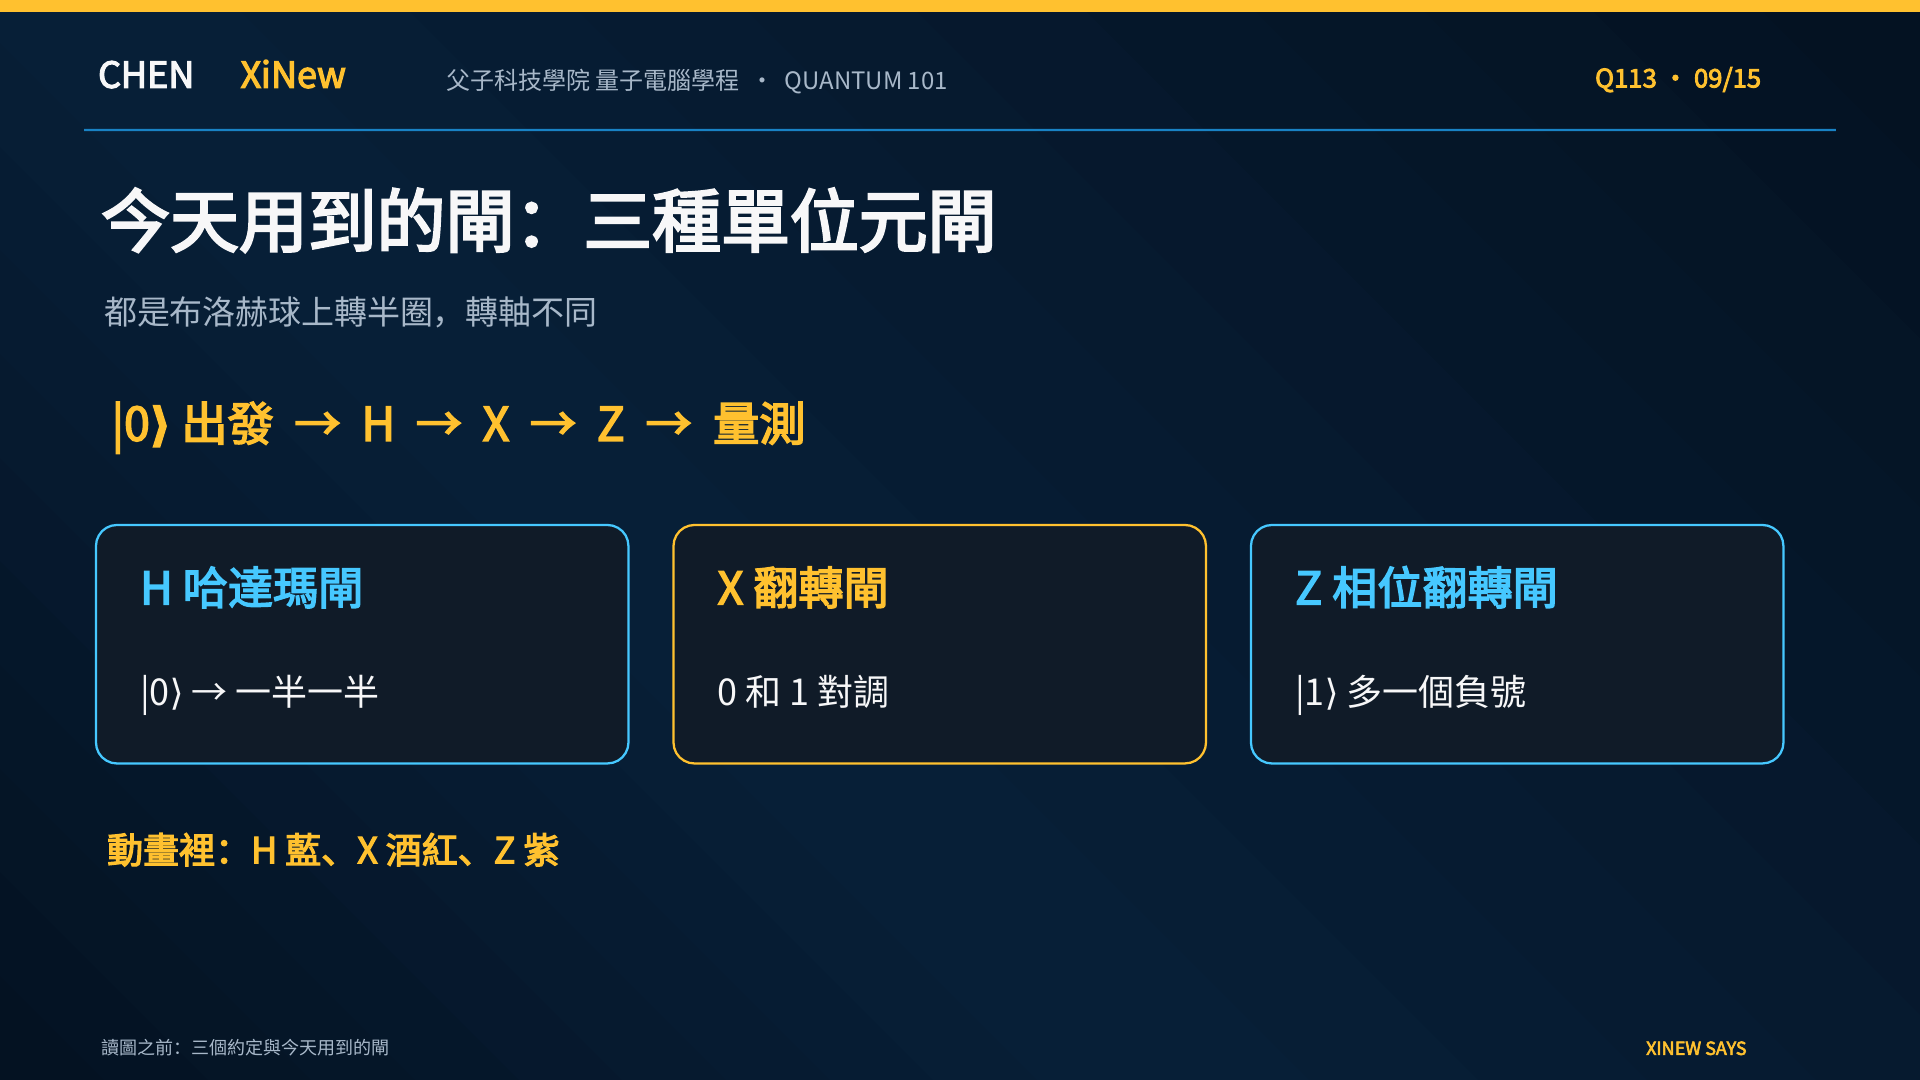 CHEN XiNew 父子科技學院 量子電腦學程 · QUANTUM 101 Q113 · 09/15
今天用到的閘：三種單位元閘
都是布洛赫球上轉半圈，轉軸不同
|0⟩ 出發 → H → X → Z → 量測
H 哈達瑪閘
|0⟩ → 一半一半
X 翻轉閘
0 和 1 對調
Z 相位翻轉閘
|1⟩ 多一個負號
動畫裡：H 藍、X 酒紅、Z 紫
讀圖之前：三個約定與今天用到的閘
XINEW SAYS